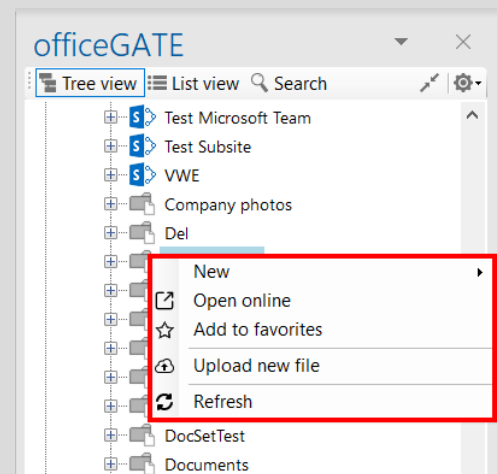 officeGATE
Tree view List view Search
Test Microsoft Team
Test Subsite
VWE
Company photos
Del
New
Open online
Add to favorites
Upload new file
Refresh
DocSetTest
Documents